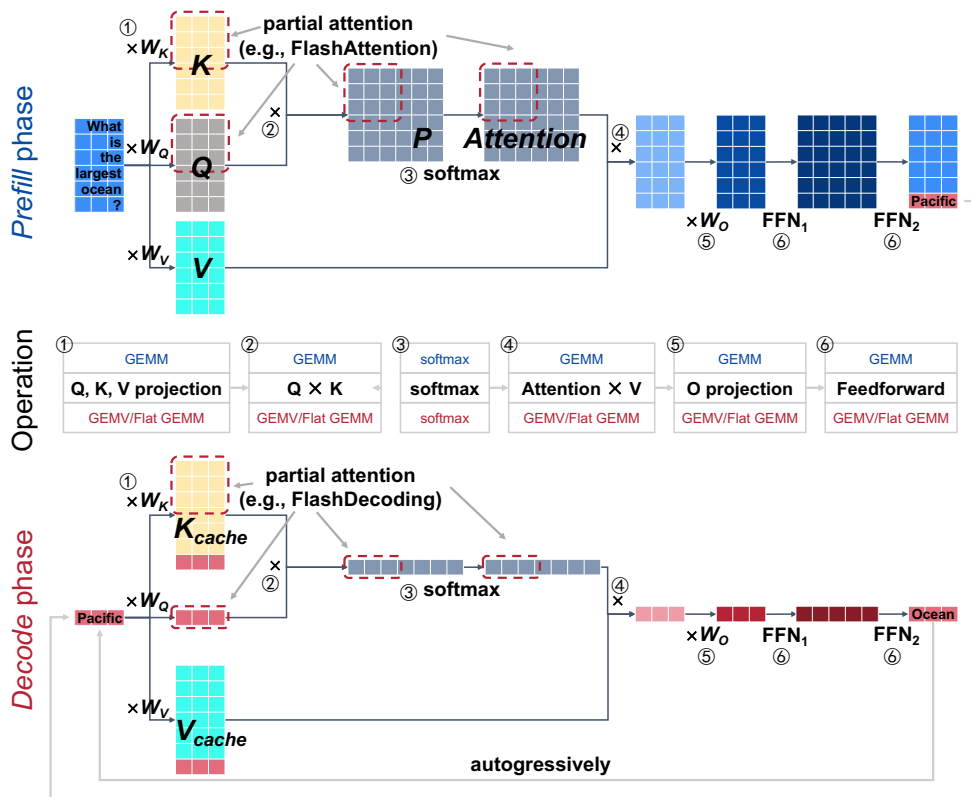 Prefill phase
①
× W_K
K
partial attention
(e.g., FlashAttention)
What
is
the
largest
ocean
?
× W_Q
Q
×
②
P
Attention
③ softmax
④
×
× W_V
V
× W_O
⑤
FFN₁
⑥
FFN₂
⑥
Pacific
Operation
① ② ③ ④ ⑤ ⑥
GEMM GEMM softmax GEMM GEMM GEMM
Q, K, V projection Q × K softmax Attention × V O projection Feedforward
GEMV/Flat GEMM GEMV/Flat GEMM softmax GEMV/Flat GEMM GEMV/Flat GEMM GEMV/Flat GEMM
Decode phase
①
× W_K
K_cache
partial attention
(e.g., FlashDecoding)
Pacific
× W_Q
×
②
③ softmax
④
×
× W_V
V_cache
× W_O
⑤
FFN₁
⑥
FFN₂
⑥
Ocean
autogressively